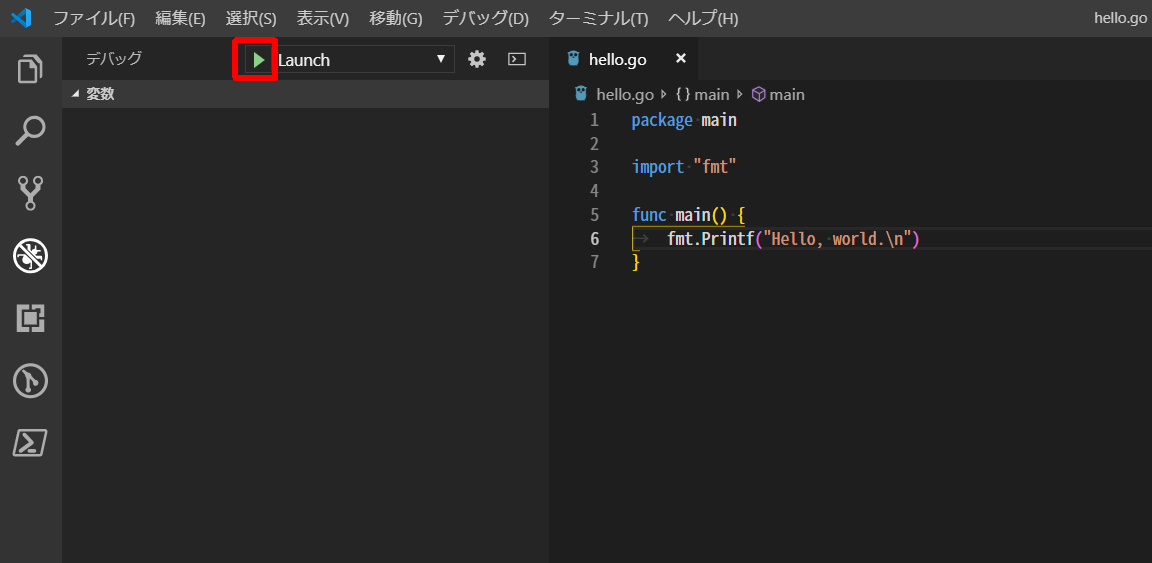 ファイル(F) 編集(E) 選択(S) 表示(V) 移動(G) デバッグ(D) ターミナル(T) ヘルプ(H) hello.go
デバッグ Launch
変数
hello.go
hello.go {} main main
1 package main
2
3 import "fmt"
4
5 func main() {
6 fmt.Printf("Hello, world.\n")
7 }